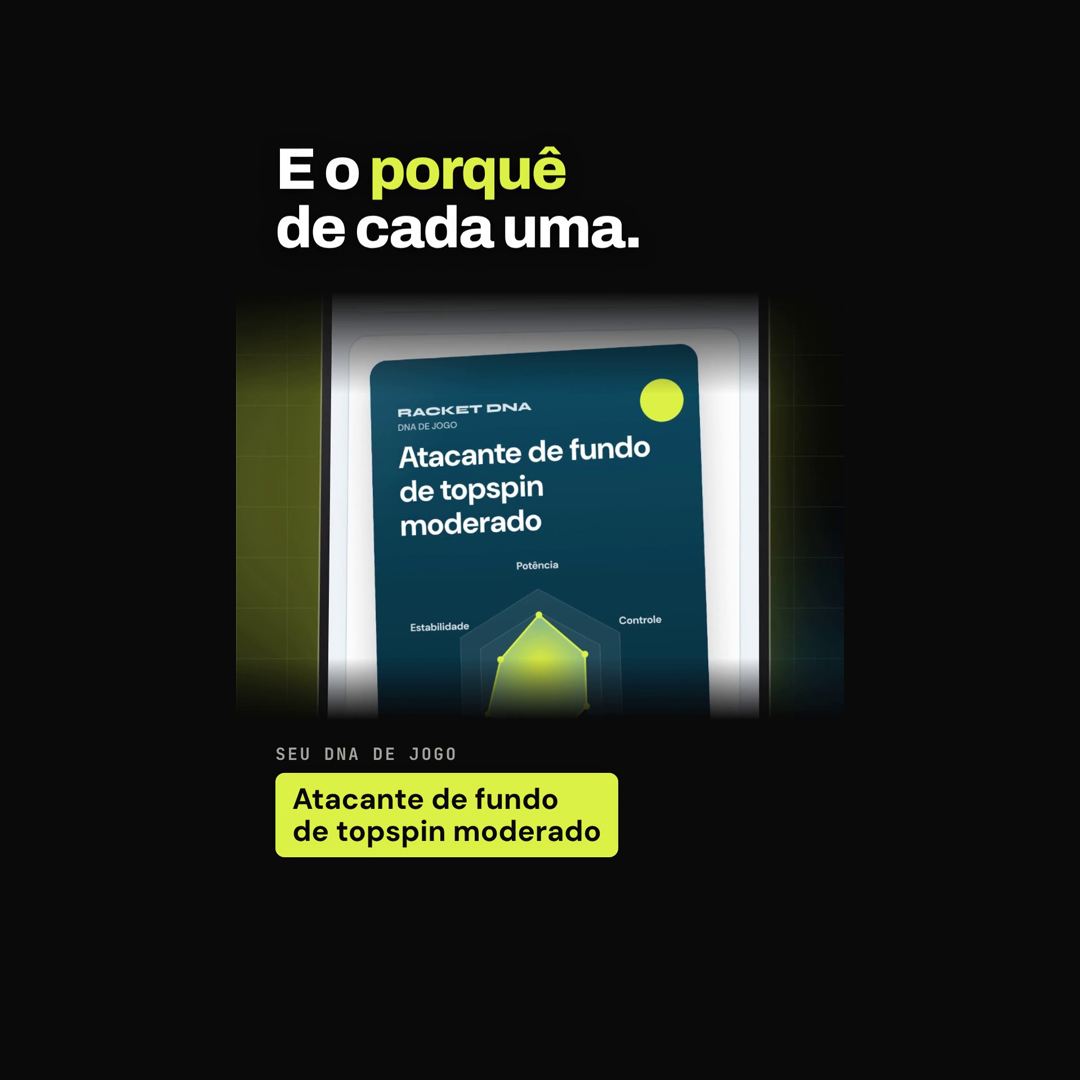 E o porquê
de cada uma.
RACKET DNA
DNA DE JOGO
Atacante de fundo
de topspin
moderado
Potência
Estabilidade
Controle
SEU DNA DE JOGO
Atacante de fundo
de topspin moderado